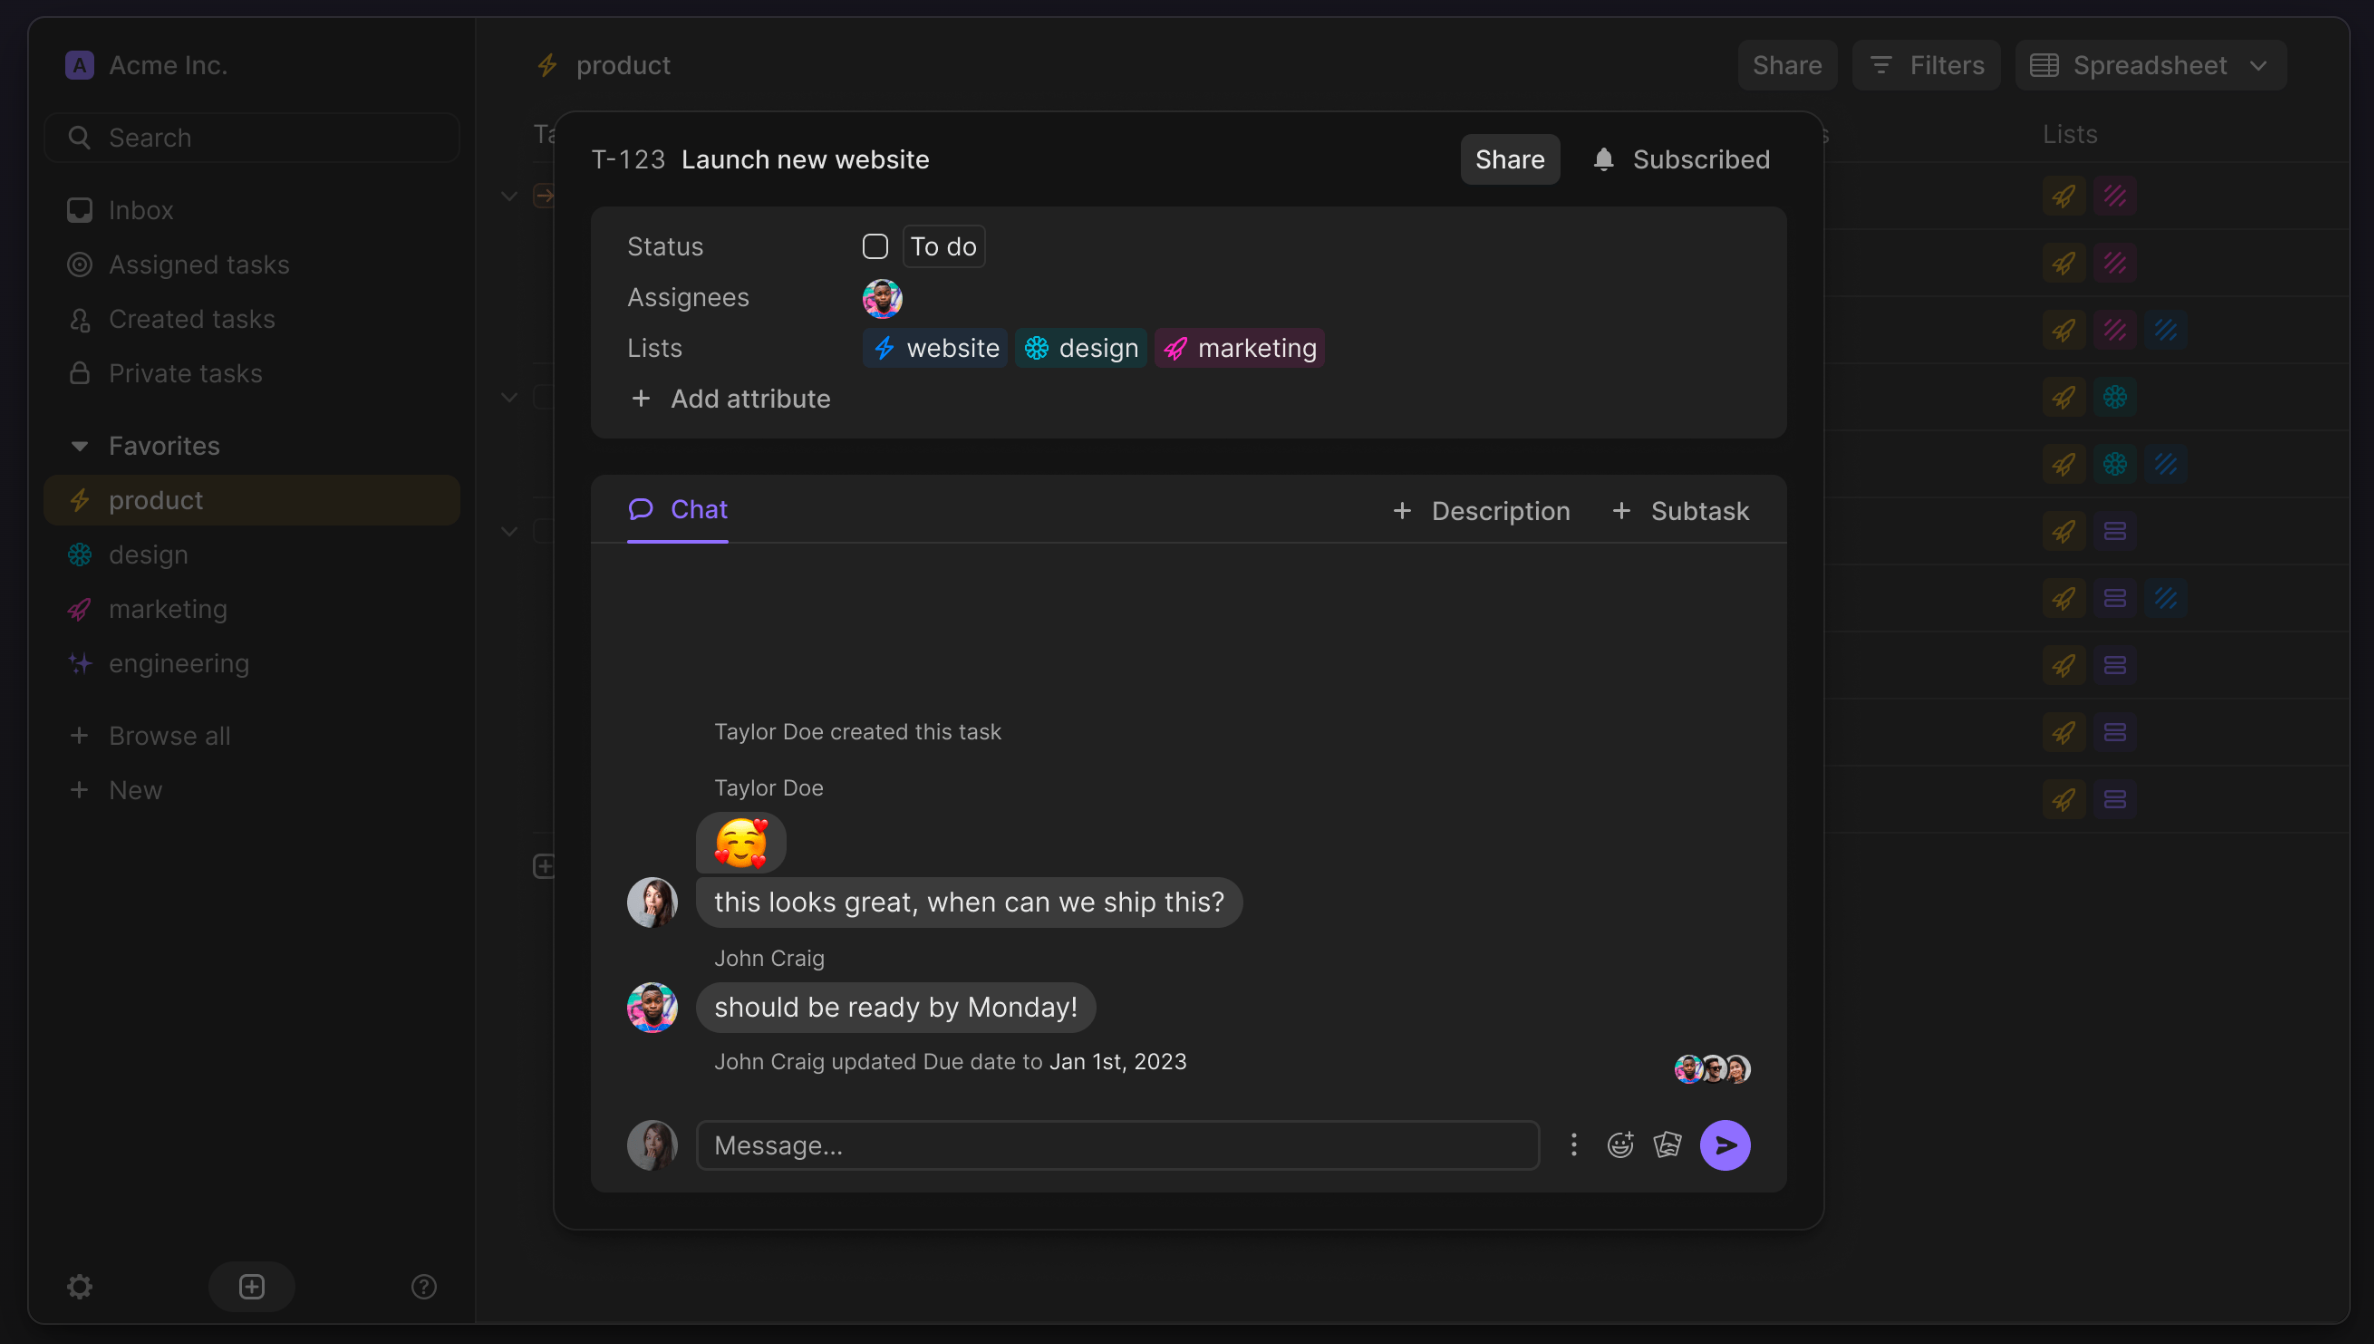 A Acme Inc.
Search
Inbox
Assigned tasks
Created tasks
Private tasks
Favorites
product
design
marketing
engineering
Browse all
New
product
Share
Filters
Spreadsheet
Lists
T-123 Launch new website
Share
Subscribed
Status
To do
Assignees
Lists
website
design
marketing
Add attribute
Chat
Description
Subtask
Taylor Doe created this task
Taylor Doe
this looks great, when can we ship this?
John Craig
should be ready by Monday!
John Craig updated Due date to Jan 1st, 2023
Message...